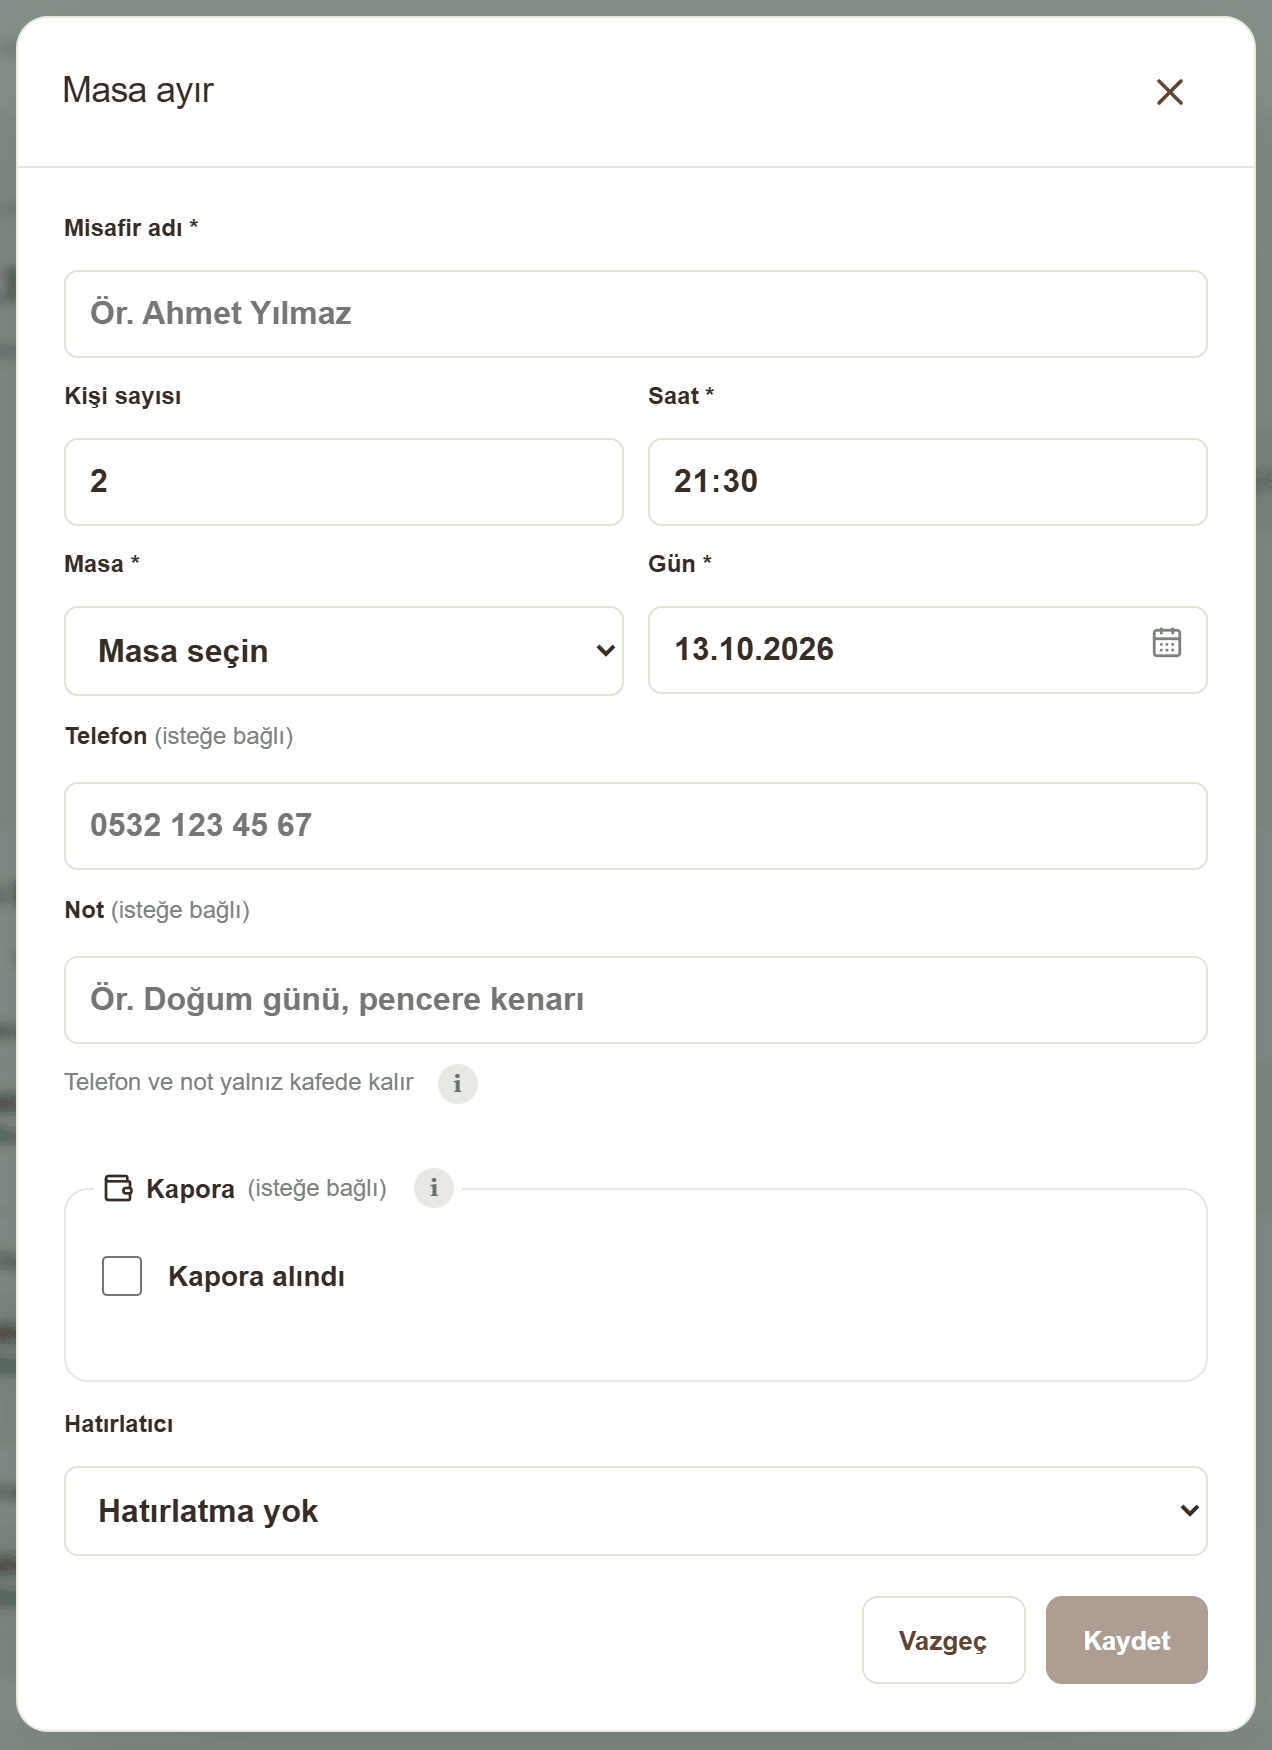 Masa ayır
Misafir adı *
Ör. Ahmet Yılmaz
Kişi sayısı
Saat *
2
21:30
Masa *
Gün *
Masa seçin
13.10.2026
Telefon (isteğe bağlı)
0532 123 45 67
Not (isteğe bağlı)
Ör. Doğum günü, pencere kenarı
Telefon ve not yalnız kafede kalır i
Kapora (isteğe bağlı) i
Kapora alındı
Hatırlatıcı
Hatırlatma yok
Vazgeç
Kaydet